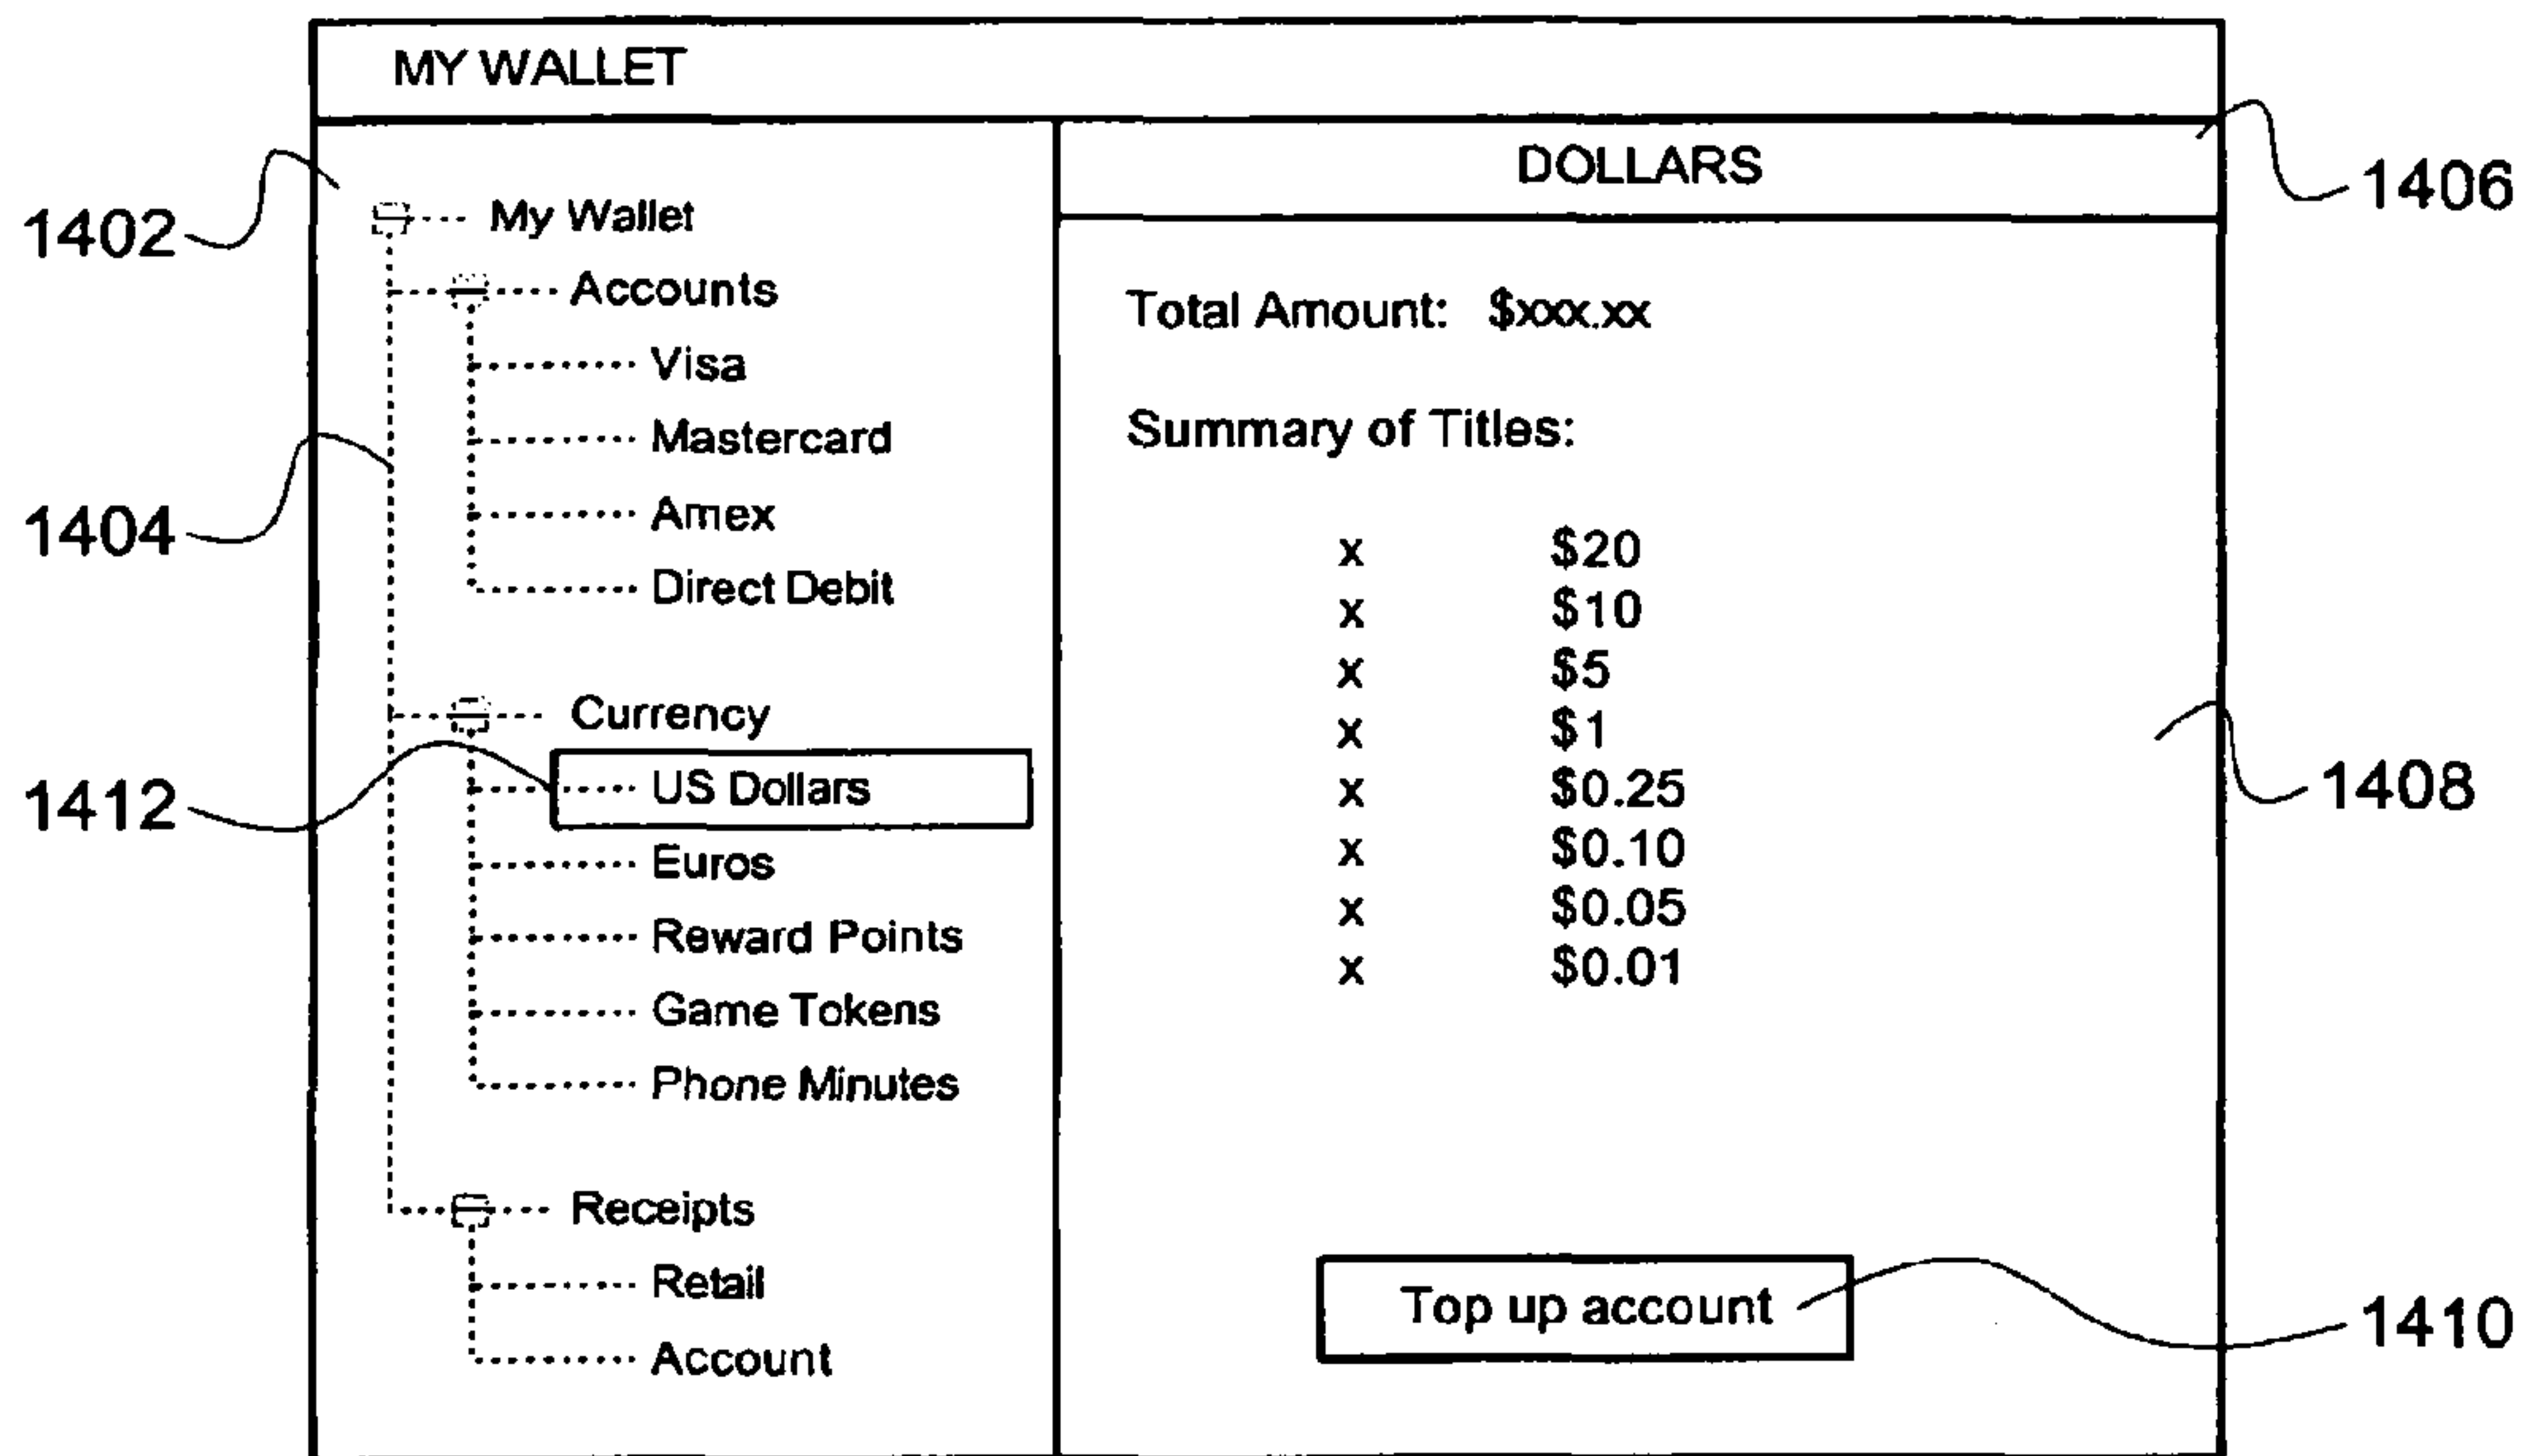 MY WALLET
DOLLARS
1406
1402
My Wallet
Accounts
Visa
Mastercard
Amex
Direct Debit
1404
Currency
1412
US Dollars
Euros
Reward Points
Game Tokens
Phone Minutes
Receipts
Retail
Account
Total Amount: $xxx.xx
Summary of Titles:
x $20
x $10
x $5
x $1
x $0.25
x $0.10
x $0.05
x $0.01
1408
Top up account
1410